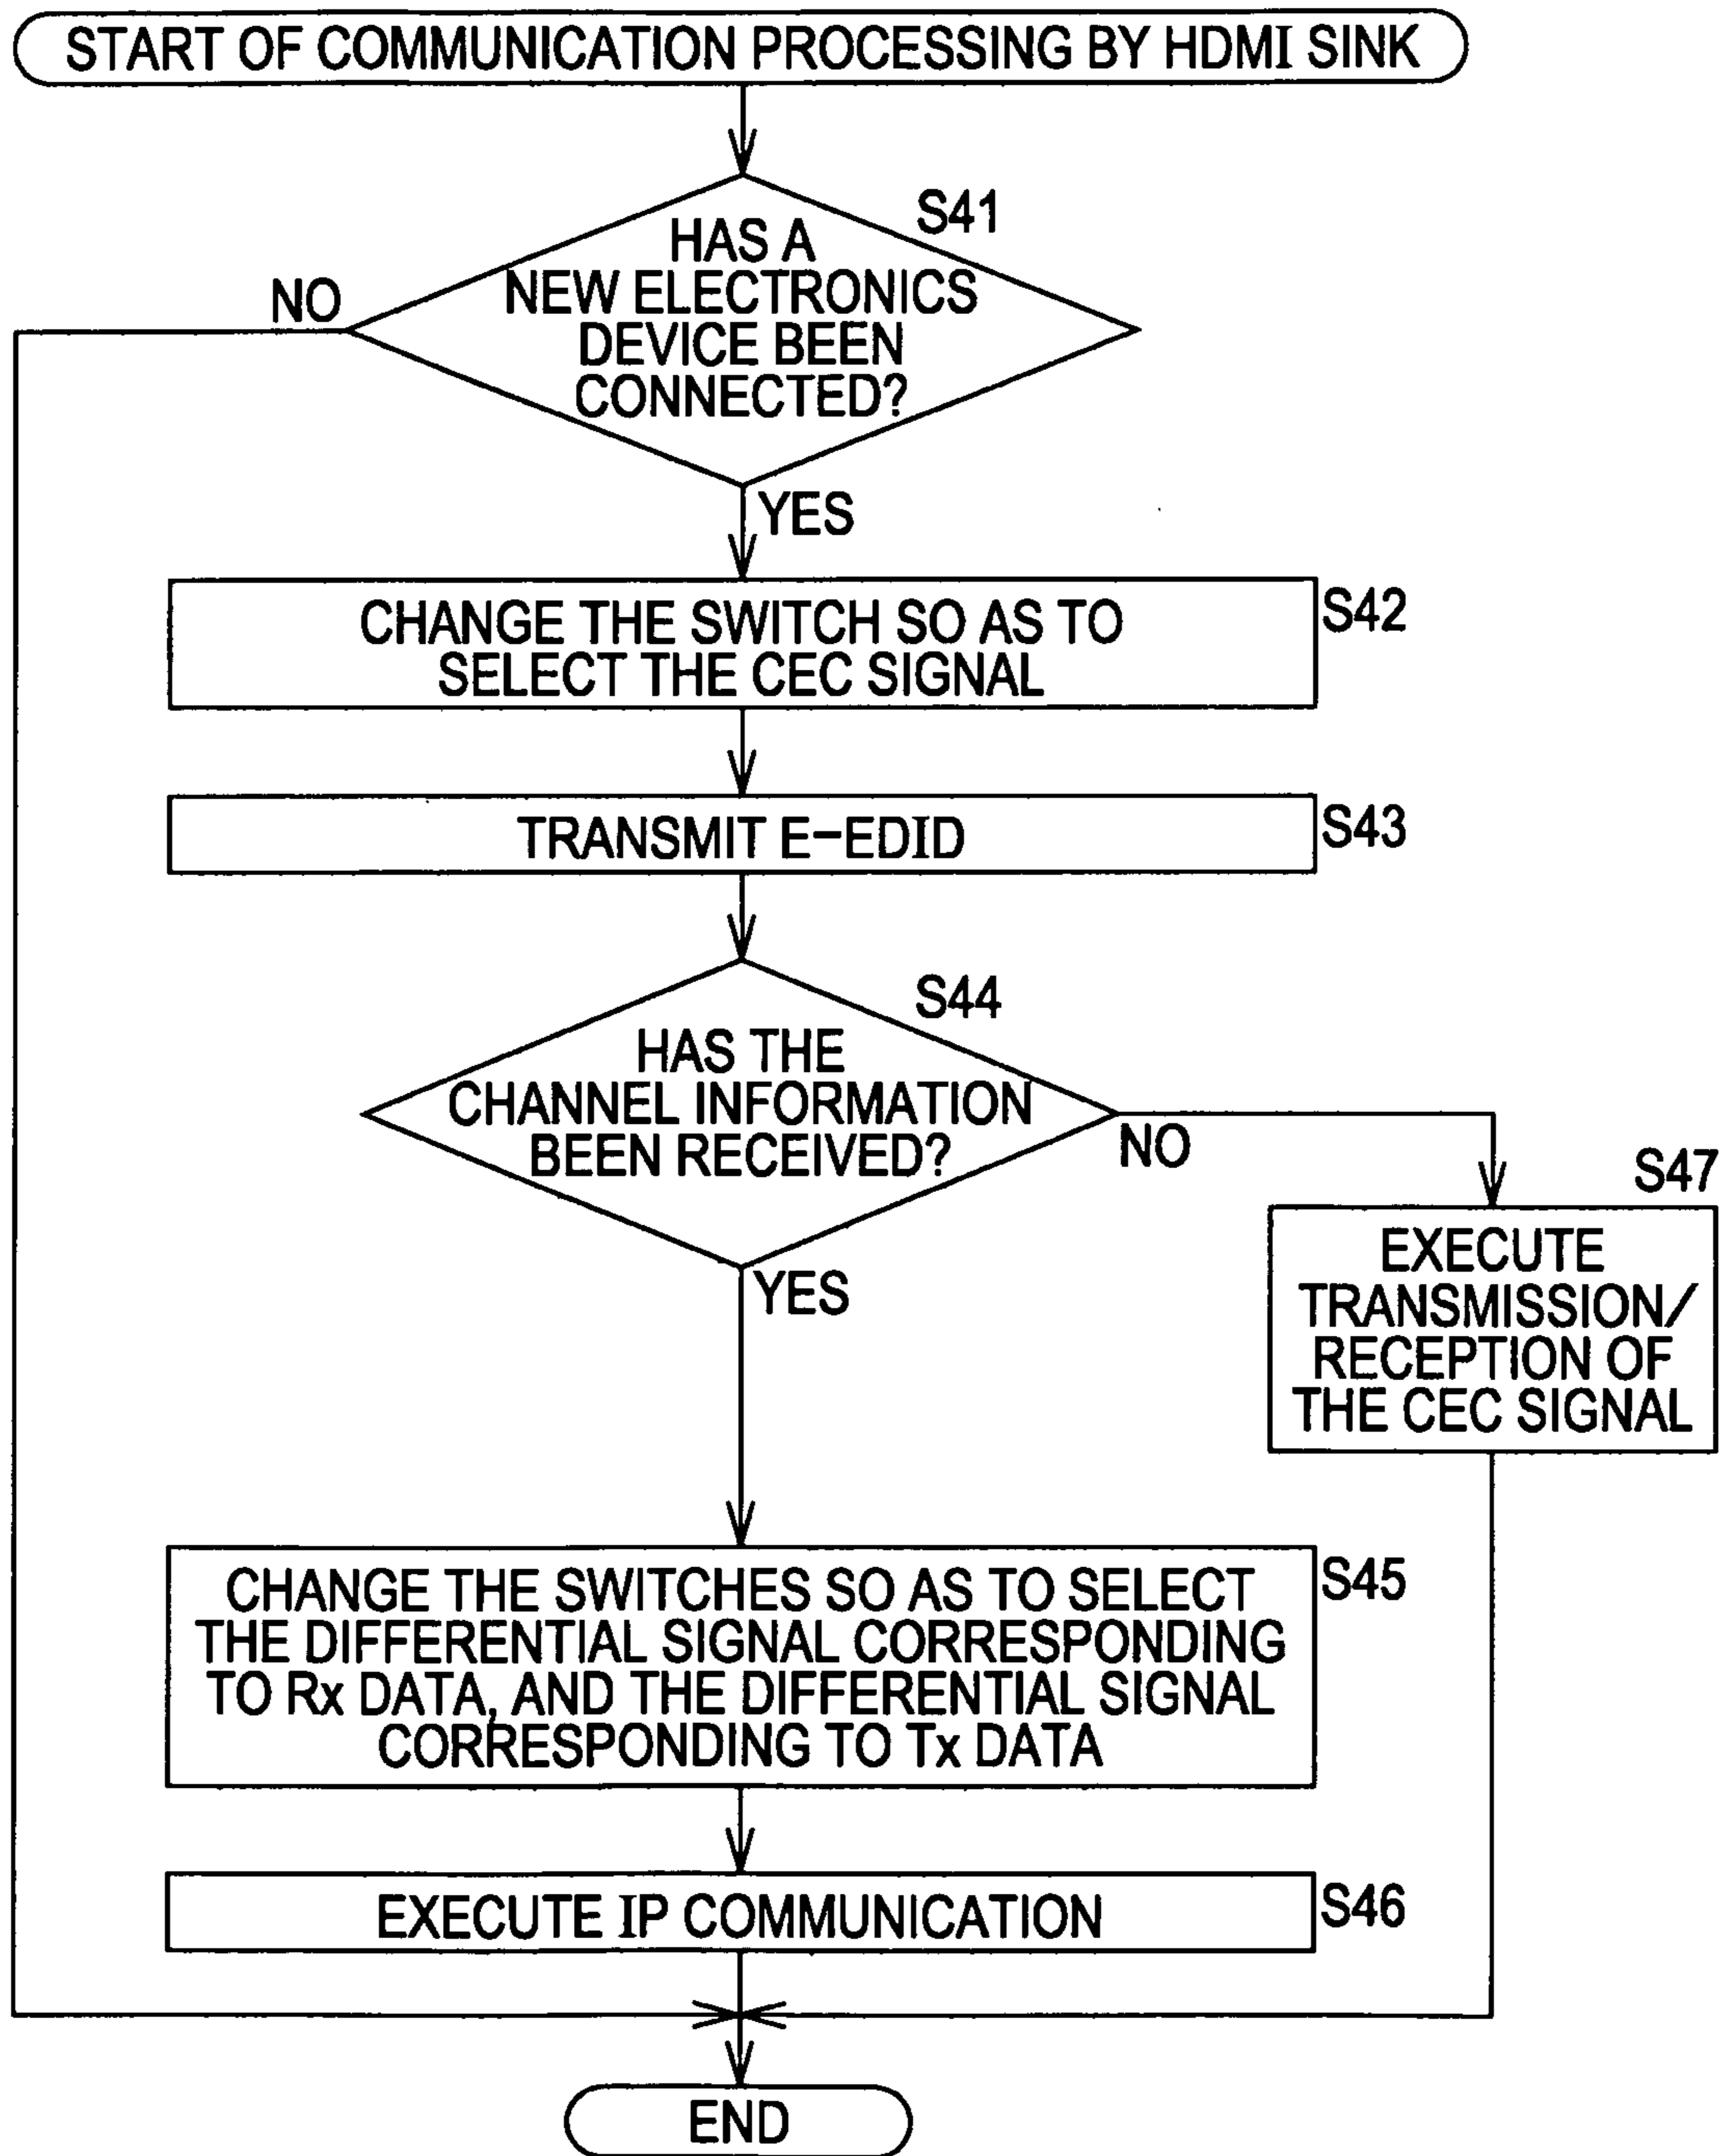 START OF COMMUNICATION PROCESSING BY HDMI SINK
S41
HAS A
NEW ELECTRONICS
DEVICE BEEN
CONNECTED?
NO
YES
CHANGE THE SWITCH SO AS TO
SELECT THE CEC SIGNAL
S42
TRANSMIT E-EDID
S43
S44
HAS THE
CHANNEL INFORMATION
BEEN RECEIVED?
NO
YES
S47
EXECUTE
TRANSMISSION/
RECEPTION OF
THE CEC SIGNAL
CHANGE THE SWITCHES SO AS TO SELECT
THE DIFFERENTIAL SIGNAL CORRESPONDING
TO Rx DATA, AND THE DIFFERENTIAL SIGNAL
CORRESPONDING TO Tx DATA
S45
EXECUTE IP COMMUNICATION
S46
END